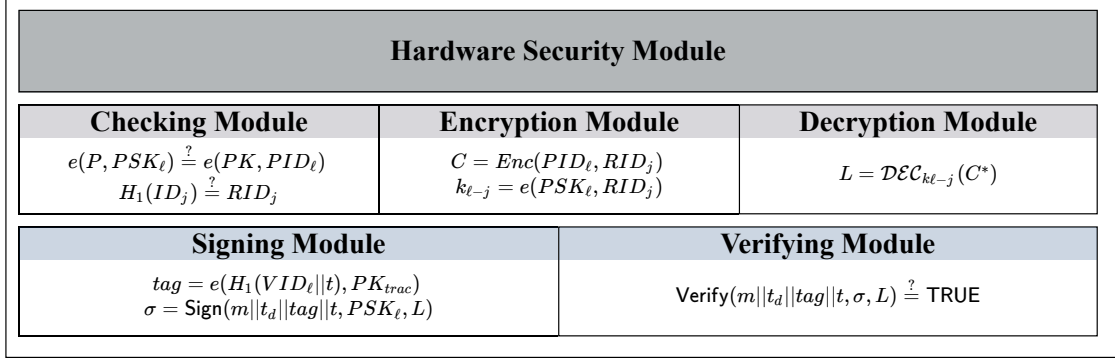 Hardware Security Module
Checking Module
e(P, PSK_ℓ) ≟ e(PK, PID_ℓ)
H_1(ID_j) ≟ RID_j
Encryption Module
C = Enc(PID_ℓ, RID_j)
k_{ℓ−j} = e(PSK_ℓ, RID_j)
Decryption Module
L = 𝒟ℰ𝒞_{kℓ−j}(C*)
Signing Module
tag = e(H_1(VID_ℓ||t), PK_{trac})
σ = Sign(m||t_d||tag||t, PSK_ℓ, L)
Verifying Module
Verify(m||t_d||tag||t, σ, L) ≟ TRUE